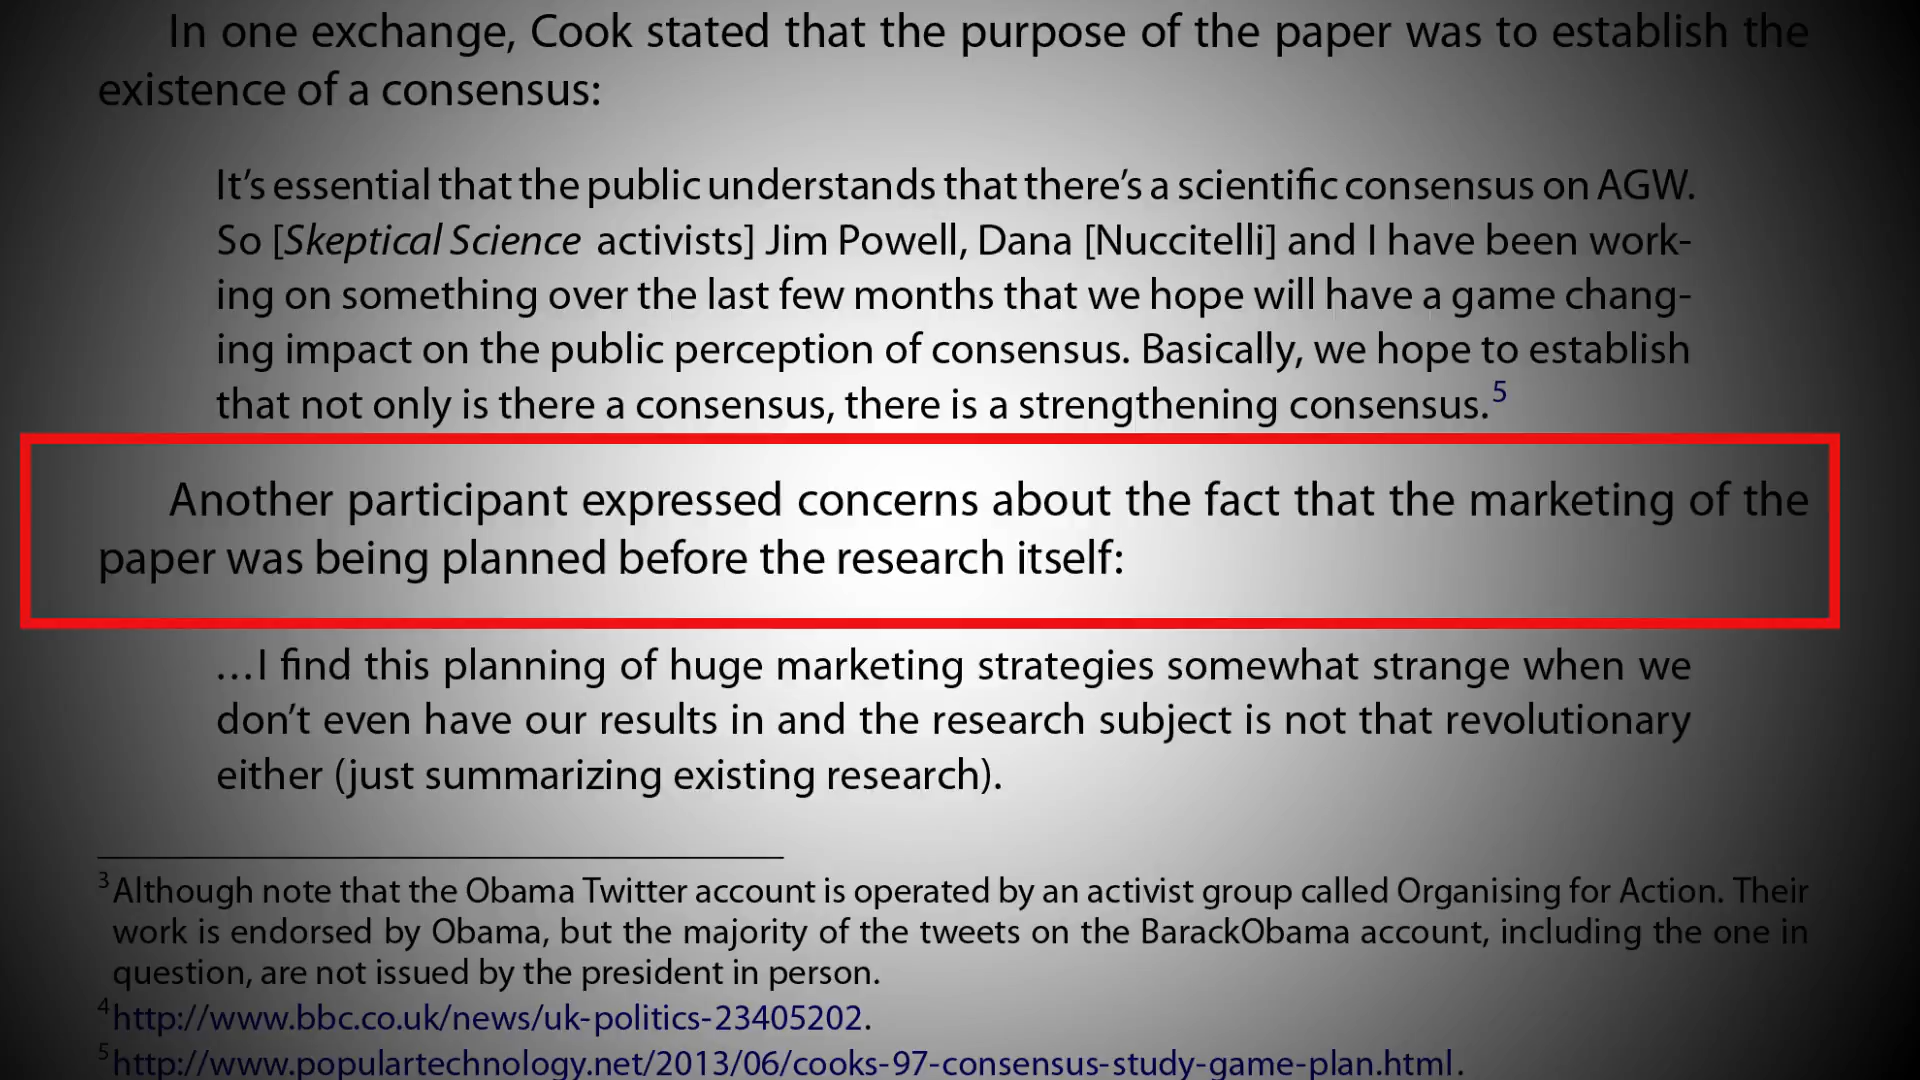 In one exchange, Cook stated that the purpose of the paper was to establish the
existence of a consensus:
It’s essential that the public understands that there’s a scientific consensus on AGW.
So [Skeptical Science activists] Jim Powell, Dana [Nuccitelli] and I have been work-
ing on something over the last few months that we hope will have a game chang-
ing impact on the public perception of consensus. Basically, we hope to establish
that not only is there a consensus, there is a strengthening consensus.5
Another participant expressed concerns about the fact that the marketing of the
paper was being planned before the research itself:
…I find this planning of huge marketing strategies somewhat strange when we
don’t even have our results in and the research subject is not that revolutionary
either (just summarizing existing research).
3Although note that the Obama Twitter account is operated by an activist group called Organising for Action. Their
work is endorsed by Obama, but the majority of the tweets on the BarackObama account, including the one in
question, are not issued by the president in person.
4http://www.bbc.co.uk/news/uk-politics-23405202.
5http://www.populartechnology.net/2013/06/cooks-97-consensus-study-game-plan.html.